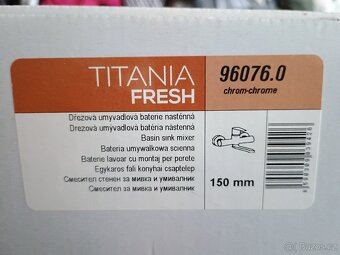 TITANIA
FRESH
96076.0
chrom-chrome
Dřezová umyvadlová baterie nástěnná
Drezová umývadlová batéria nástenná
Basin sink mixer
Bateria umywalkowa scienna
Baterie lavoar cu montaj per perete
Egykaros fali konyhai csaptelep
Смесител стенен за мивка и умивалник
Смесител стенен за мивка и умивалник
150 mm